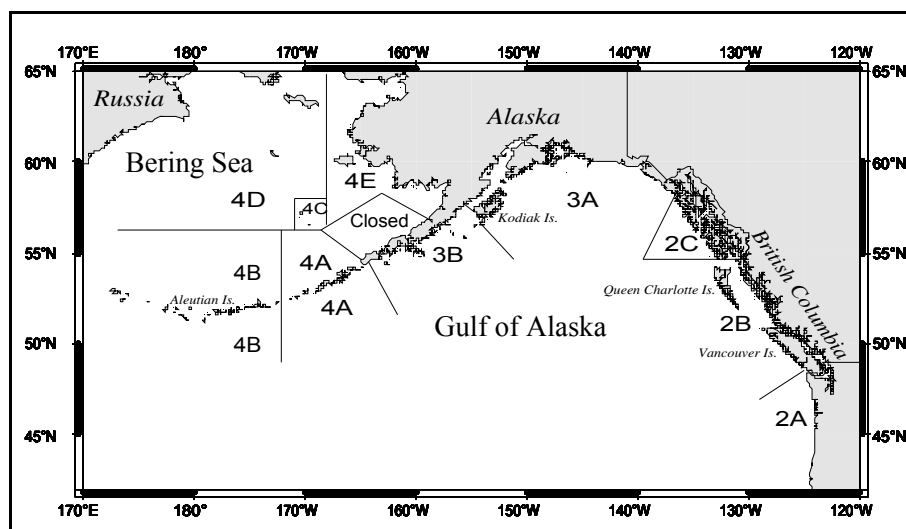 170°E 180° 170°W 160°W 150°W 140°W 130°W 120°W
65°N 65°N
Russia
Alaska
60°N 60°N
Bering Sea
4E
4D
4C
3A
Closed
Kodiak Is.
55°N 55°N
2C
3B
4A
4B
British Columbia
Queen Charlotte Is.
Aleutian Is.
4A
2B
Gulf of Alaska
50°N 50°N
4B
Vancouver Is.
2A
45°N 45°N
170°E 180° 170°W 160°W 150°W 140°W 130°W 120°W